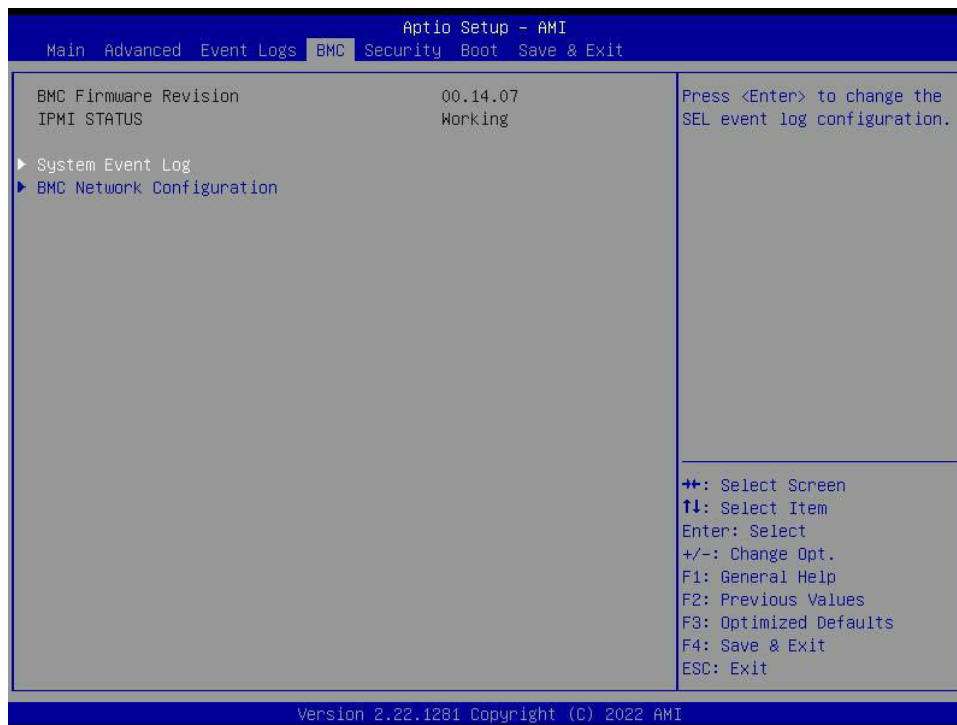 Aptio Setup – AMI
Main Advanced Event Logs BMC Security Boot Save & Exit
BMC Firmware Revision 00.14.07
IPMI STATUS Working
▶ System Event Log
▶ BMC Network Configuration
Press <Enter> to change the
SEL event log configuration.
→←: Select Screen
↑↓: Select Item
Enter: Select
+/-: Change Opt.
F1: General Help
F2: Previous Values
F3: Optimized Defaults
F4: Save & Exit
ESC: Exit
Version 2.22.1281 Copyright (C) 2022 AMI